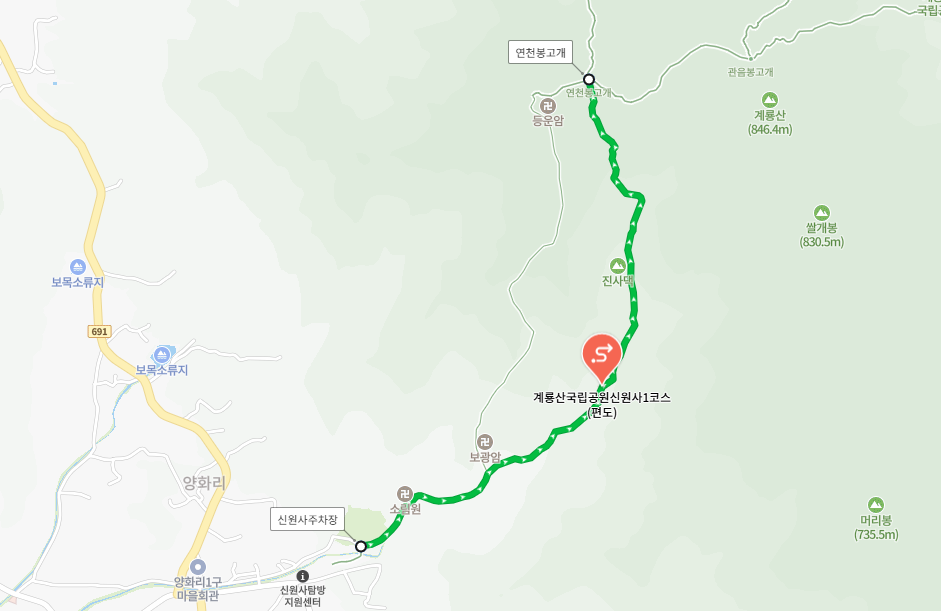 국립공
연천봉고개
관음봉고개
연천봉고개
계룡산
(846.4m)
등운암
쌀개봉
(830.5m)
보목소류지
진사댁
691
보목소류지
계룡산국립공원신원사1코스
(편도)
보광암
양화리
소림원
신원사주차장
머리봉
(735.5m)
양화리1구
마을회관
신원사탐방
지원센터